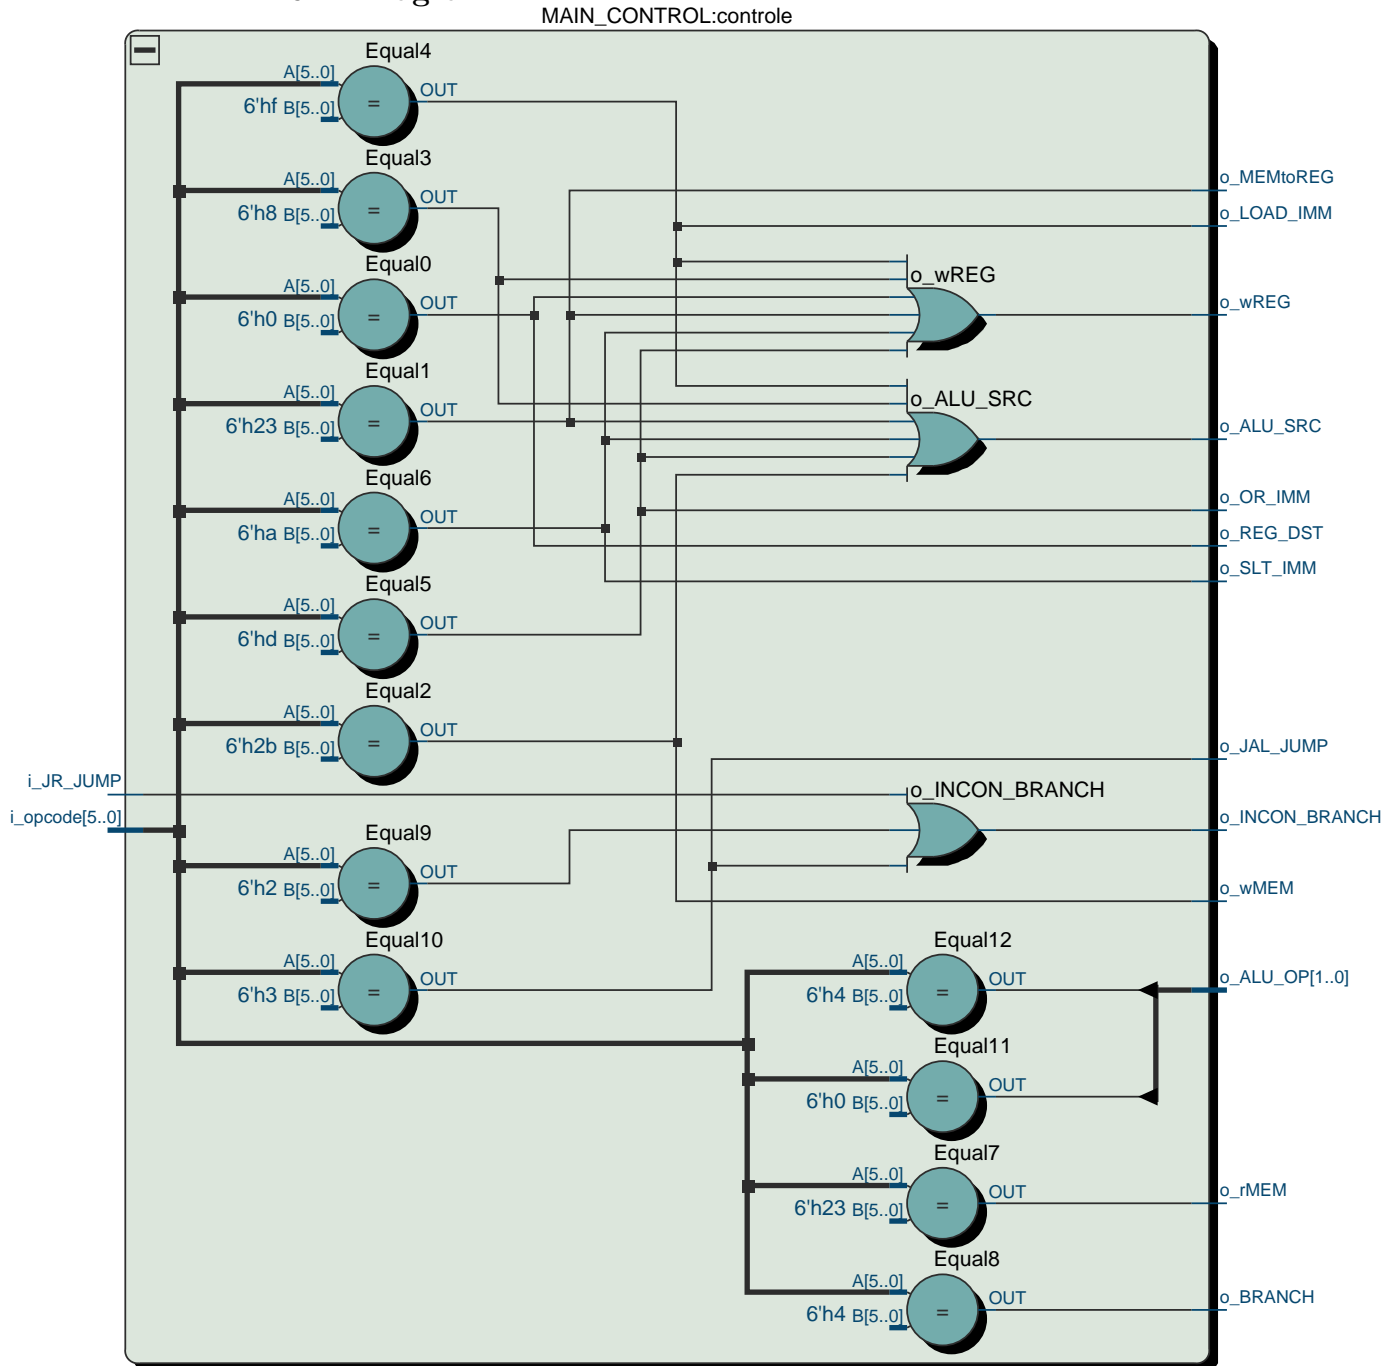 MAIN_CONTROL:controle
Equal4
A[5..0]
6'hf B[5..0]
OUT
Equal3
A[5..0]
6'h8 B[5..0]
OUT
Equal0
A[5..0]
6'h0 B[5..0]
OUT
Equal1
A[5..0]
6'h23 B[5..0]
OUT
Equal6
A[5..0]
6'ha B[5..0]
OUT
Equal5
A[5..0]
6'hd B[5..0]
OUT
Equal2
A[5..0]
6'h2b B[5..0]
OUT
i_JR_JUMP
i_opcode[5..0]
Equal9
A[5..0]
6'h2 B[5..0]
OUT
Equal10
A[5..0]
6'h3 B[5..0]
OUT
o_wREG
o_ALU_SRC
o_INCON_BRANCH
Equal12
A[5..0]
6'h4 B[5..0]
OUT
Equal11
A[5..0]
6'h0 B[5..0]
OUT
Equal7
A[5..0]
6'h23 B[5..0]
OUT
Equal8
A[5..0]
6'h4 B[5..0]
OUT
o_MEMtoREG
o_LOAD_IMM
o_wREG
o_ALU_SRC
o_OR_IMM
o_REG_DST
o_SLT_IMM
o_JAL_JUMP
o_INCON_BRANCH
o_wMEM
o_ALU_OP[1..0]
o_rMEM
o_BRANCH